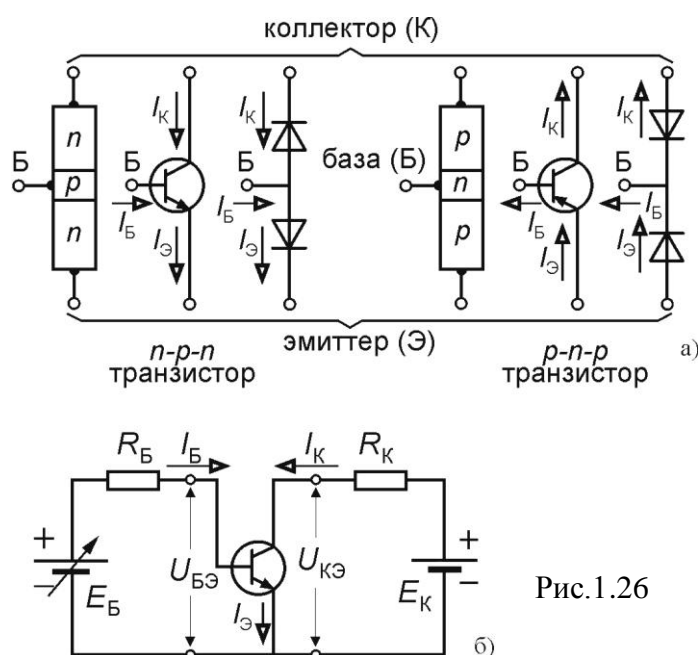 коллектор (К)
I_К I_К I_К I_К
n p n Б Б Б база (Б) Б p n p Б Б
I_Б I_Б I_Б I_Б
I_Э I_Э I_Э I_Э
эмиттер (Э)
n-p-n
транзистор
p-n-p
транзистор
а)
R_Б I_Б I_К R_К
+ U_БЭ U_КЭ +
− E_Б I_Э E_К −
Рис.1.26
б)